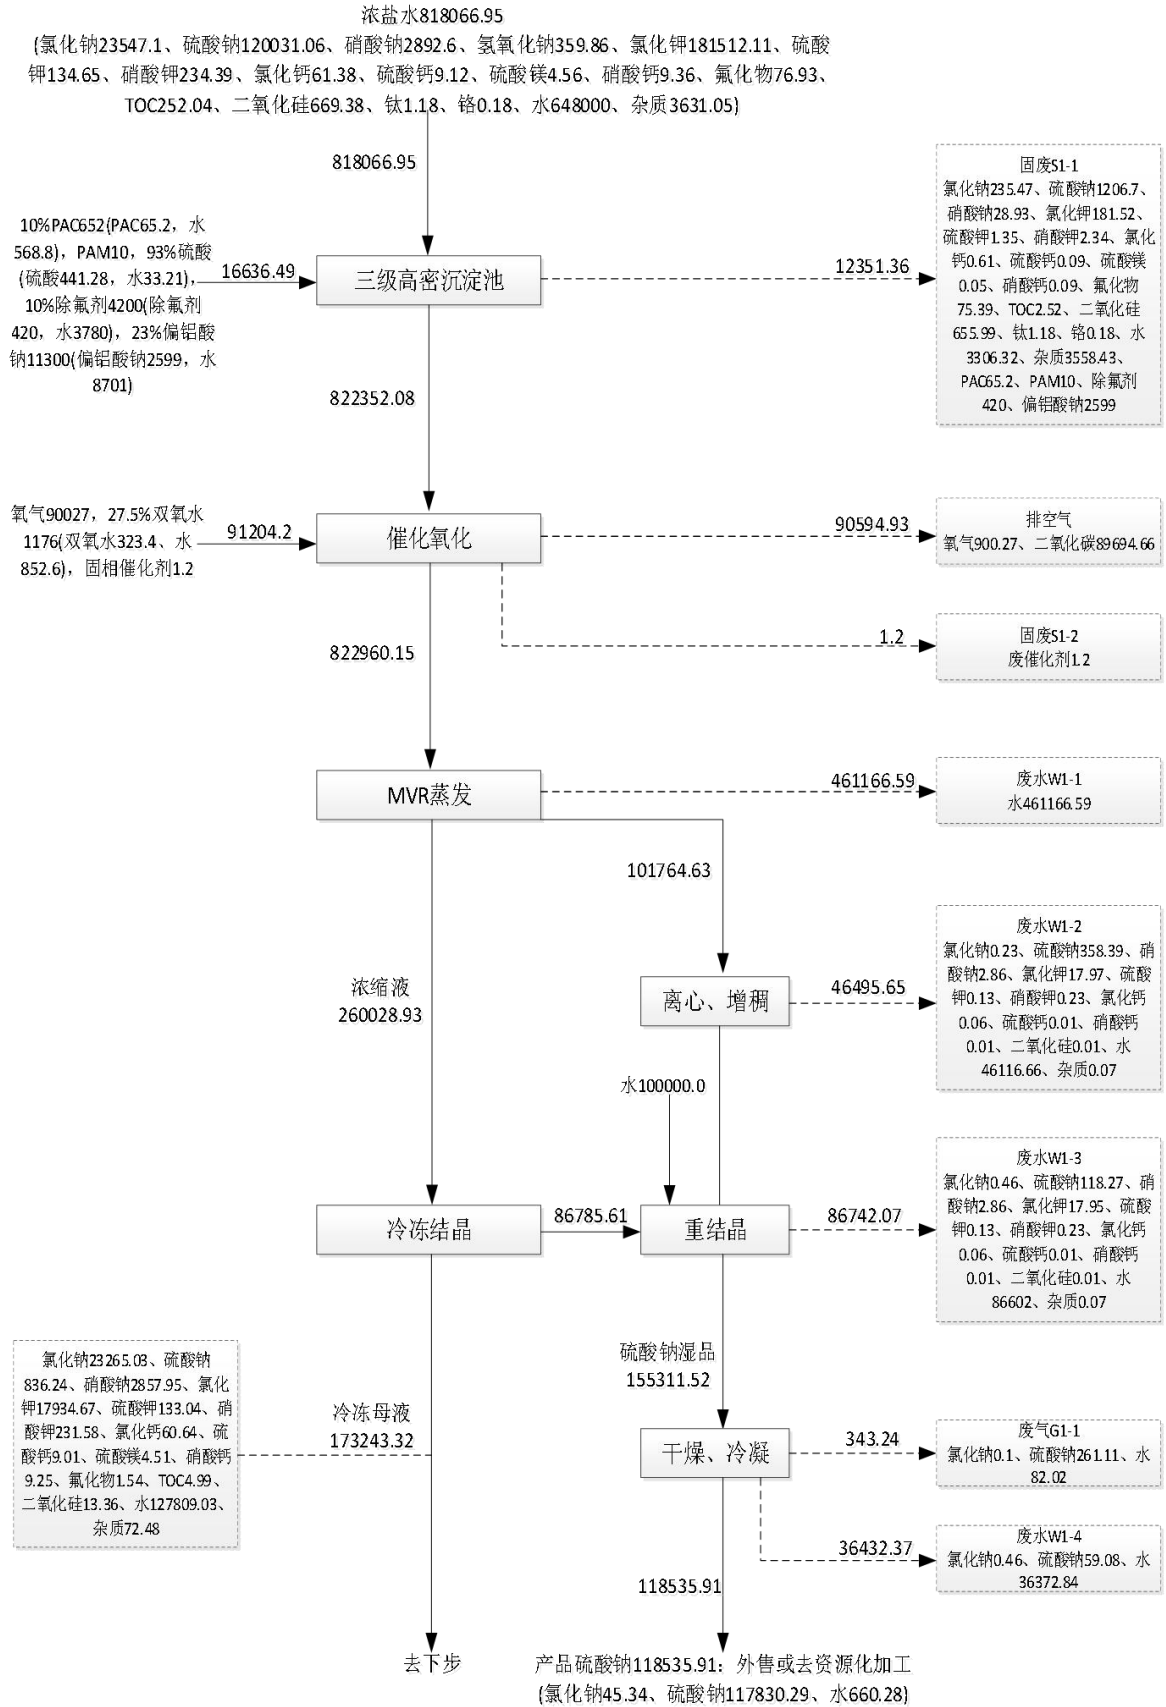 浓盐水818066.95
(氯化钠23547.1、硫酸钠120031.06、硝酸钠2892.6、氢氧化钠359.86、氯化钾181512.11、硫酸
钾134.65、硝酸钾234.39、氯化钙61.38、硫酸钙9.12、硫酸镁4.56、硝酸钙9.36、氟化物76.93、
TOC252.04、二氧化硅669.38、钛1.18、铬0.18、水648000、杂质3631.05)
818066.95
10%PAC652(PAC65.2，水
568.8)，PAM10，93%硫酸
(硫酸441.28，水33.21)，
10%除氟剂4200(除氟剂
420，水3780)，23%偏铝酸
钠11300(偏铝酸钠2599，水
8701)
16636.49
三级高密沉淀池
12351.36
固废S1-1
氯化钠235.47、硫酸钠1206.7、
硝酸钠28.93、氯化钾181.52、
硫酸钾1.35、硝酸钾2.34、氯化
钙0.61、硫酸钙0.09、硫酸镁
0.05、硝酸钙0.09、氟化物
75.39、TOC2.52、二氧化硅
655.99、钛1.18、铬0.18、水
3306.32、杂质3558.43、
PAC65.2、PAM10、除氟剂
420、偏铝酸钠2599
822352.08
氧气90027，27.5%双氧水
1176(双氧水323.4、水
852.6)，固相催化剂1.2
91204.2
催化氧化
90594.93
排空气
氧气900.27、二氧化碳89694.66
1.2
固废S1-2
废催化剂1.2
822960.15
MVR蒸发
461166.59
废水W1-1
水461166.59
101764.63
浓缩液
260028.93
离心、增稠
46495.65
废水W1-2
氯化钠0.23、硫酸钠358.39、硝
酸钠2.86、氯化钾17.97、硫酸
钾0.13、硝酸钾0.23、氯化钙
0.06、硫酸钙0.01、硝酸钙
0.01、二氧化硅0.01、水
46116.66、杂质0.07
水100000.0
冷冻结晶
86785.61
重结晶
86742.07
废水W1-3
氯化钠0.46、硫酸钠118.27、硝
酸钠2.86、氯化钾17.95、硫酸
钾0.13、硝酸钾0.23、氯化钙
0.06、硫酸钙0.01、硝酸钙
0.01、二氧化硅0.01、水
86602、杂质0.07
氯化钠23265.03、硫酸钠
836.24、硝酸钠2857.95、氯化
钾17934.67、硫酸钾133.04、硝
酸钾231.58、氯化钙60.64、硫
酸钙9.01、硫酸镁4.51、硝酸钙
9.25、氟化物1.54、TOC4.99、
二氧化硅13.36、水127809.03、
杂质72.48
冷冻母液
173243.32
硫酸钠湿品
155311.52
干燥、冷凝
343.24
废气G1-1
氯化钠0.1、硫酸钠261.11、水
82.02
36432.37
废水W1-4
氯化钠0.46、硫酸钠59.08、水
36372.84
118535.91
去下步
产品硫酸钠118535.91：外售或去资源化加工
(氯化钠45.34、硫酸钠117830.29、水660.28)